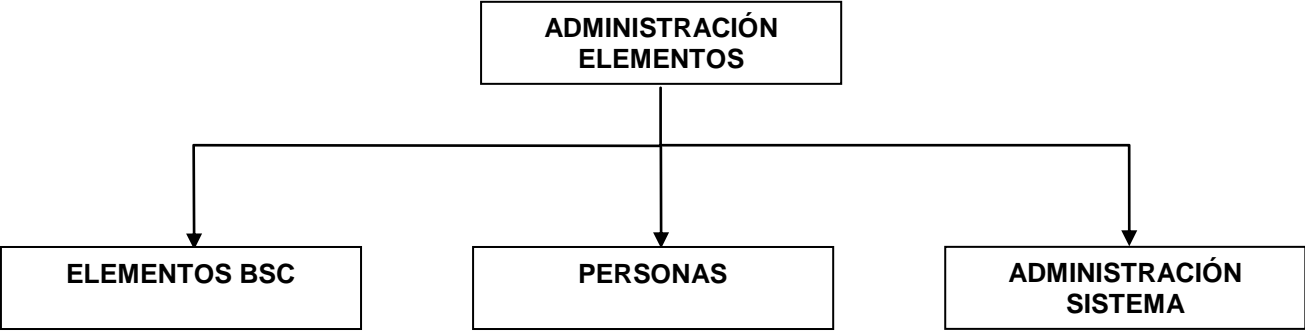 ADMINISTRACIÓN
ELEMENTOS
ELEMENTOS BSC
PERSONAS
ADMINISTRACIÓN
SISTEMA